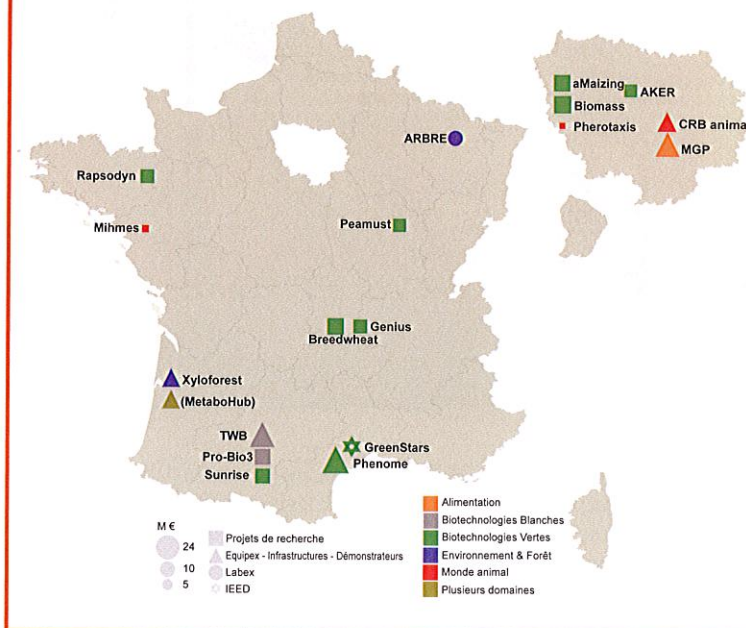 aMaizing
AKER
Biomass
Pherotaxis
CRB anima
MGP
ARBRE
Rapsodyn
Mihmes
Peamust
Genius
Breedwheat
Xyloforest
(MetaboHub)
TWB
Pro-Bio3
Sunrise
GreenStars
Phenome
M €
24
10
5
Projets de recherche
Equipex - Infrastructures - Démonstrateurs
Labex
IEED
Alimentation
Biotechnologies Blanches
Biotechnologies Vertes
Environnement & Forêt
Monde animal
Plusieurs domaines